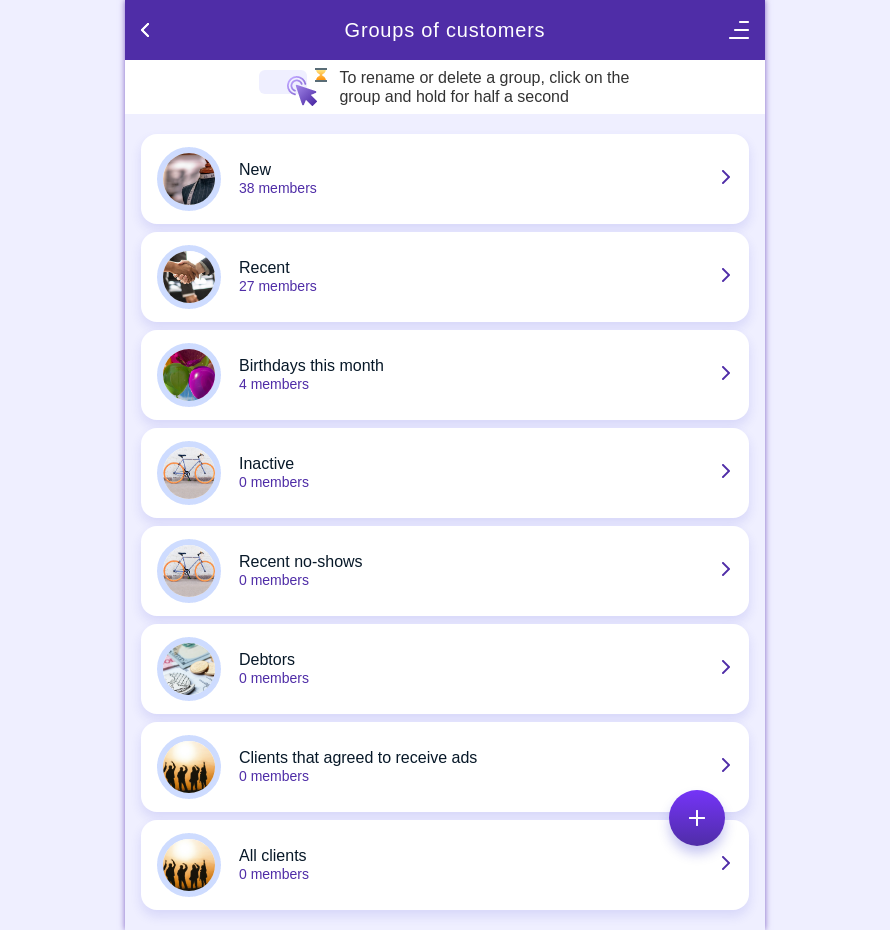 Groups of customers
To rename or delete a group, click on the
group and hold for half a second
New
38 members
Recent
27 members
Birthdays this month
4 members
Inactive
0 members
Recent no-shows
0 members
Debtors
0 members
Clients that agreed to receive ads
0 members
All clients
0 members